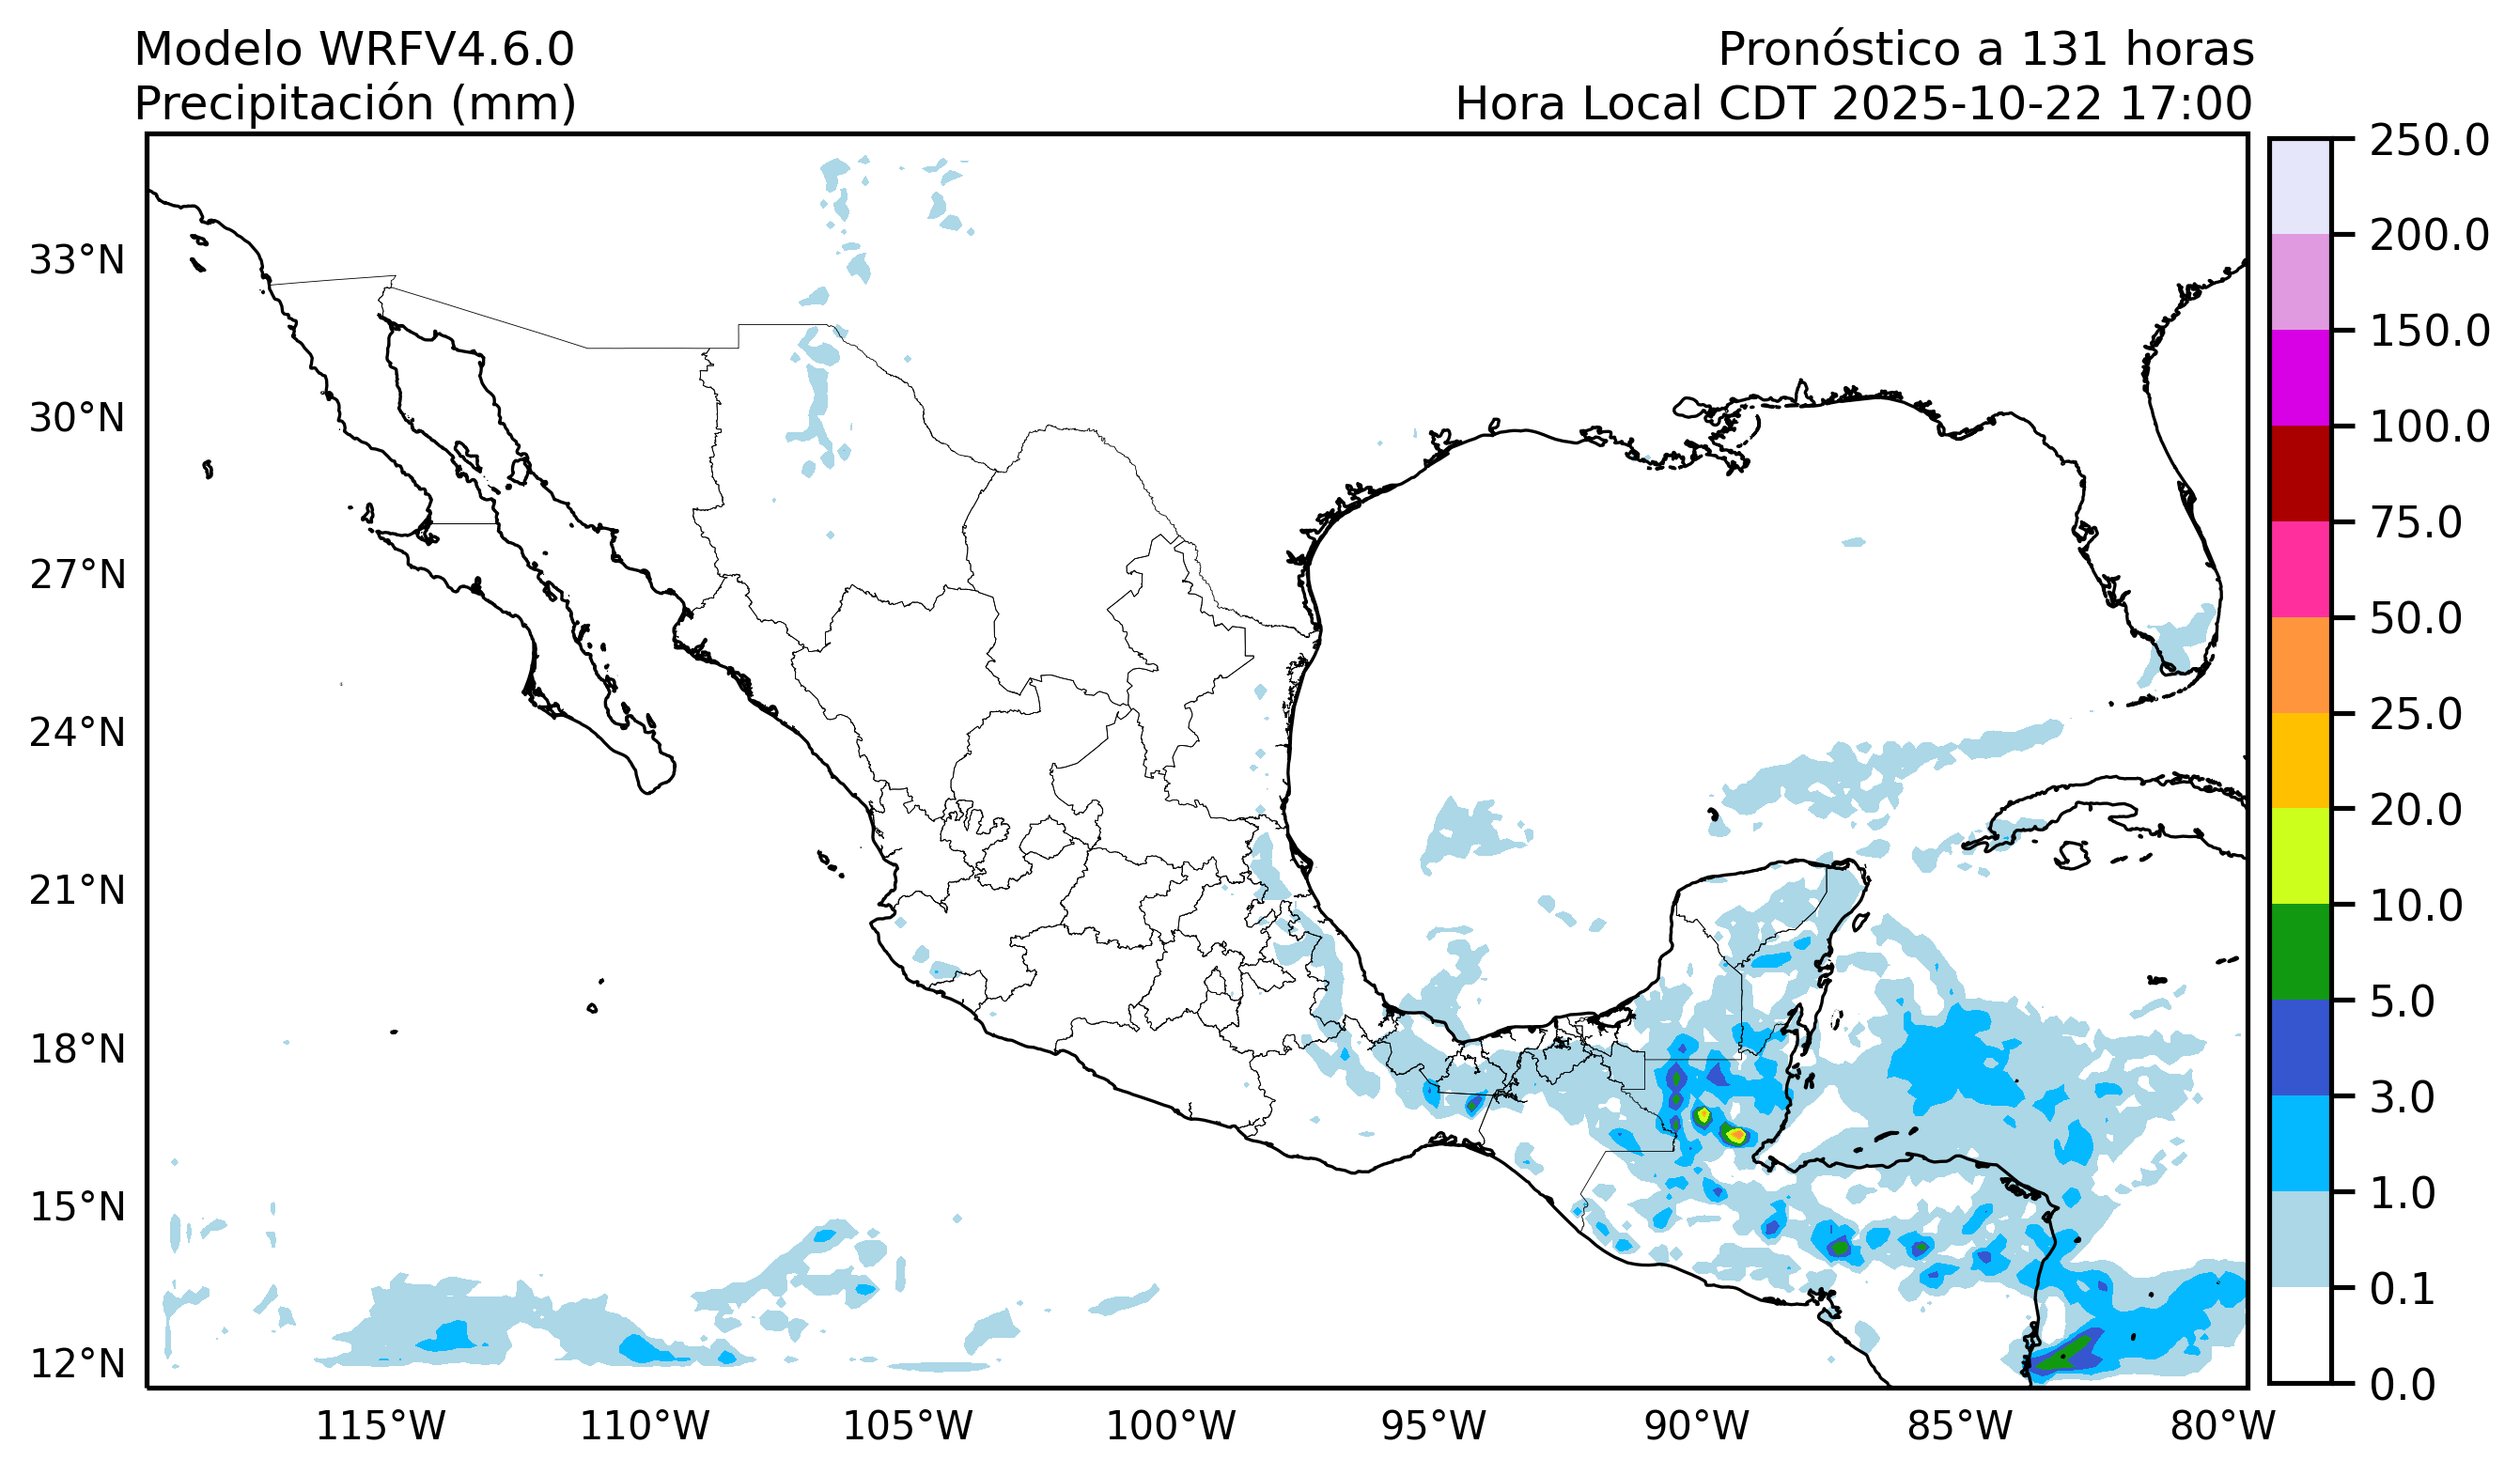 Modelo WRFV4.6.0
Precipitación (mm)
Pronóstico a 131 horas
Hora Local CDT 2025-10-22 17:00
33°N
30°N
27°N
24°N
21°N
18°N
15°N
12°N
115°W
110°W
105°W
100°W
95°W
90°W
85°W
80°W
250.0
200.0
150.0
100.0
75.0
50.0
25.0
20.0
10.0
5.0
3.0
1.0
0.1
0.0